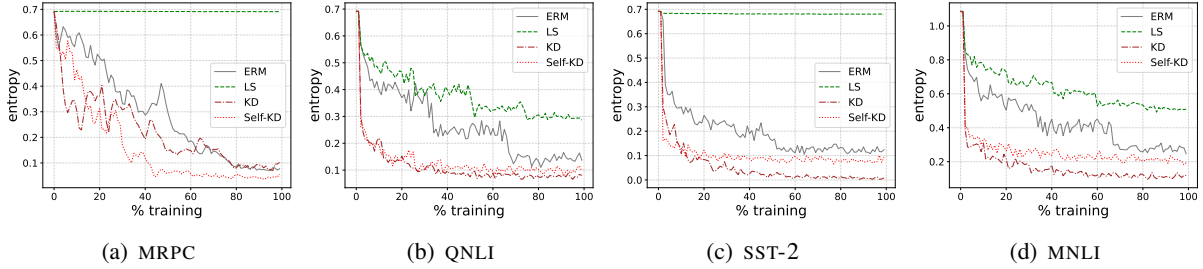 0.7
0.6
0.5
0.4
0.3
0.2
0.1
entropy
ERM
LS
KD
Self-KD
0 20 40 60 80 100
% training
(a) MRPC
0.7
0.6
0.5
0.4
0.3
0.2
0.1
entropy
ERM
LS
KD
Self-KD
0 20 40 60 80 100
% training
(b) QNLI
0.7
0.6
0.5
0.4
0.3
0.2
0.1
0.0
entropy
ERM
LS
KD
Self-KD
0 20 40 60 80 100
% training
(c) SST-2
1.0
0.8
0.6
0.4
0.2
entropy
ERM
LS
KD
Self-KD
0 20 40 60 80 100
% training
(d) MNLI